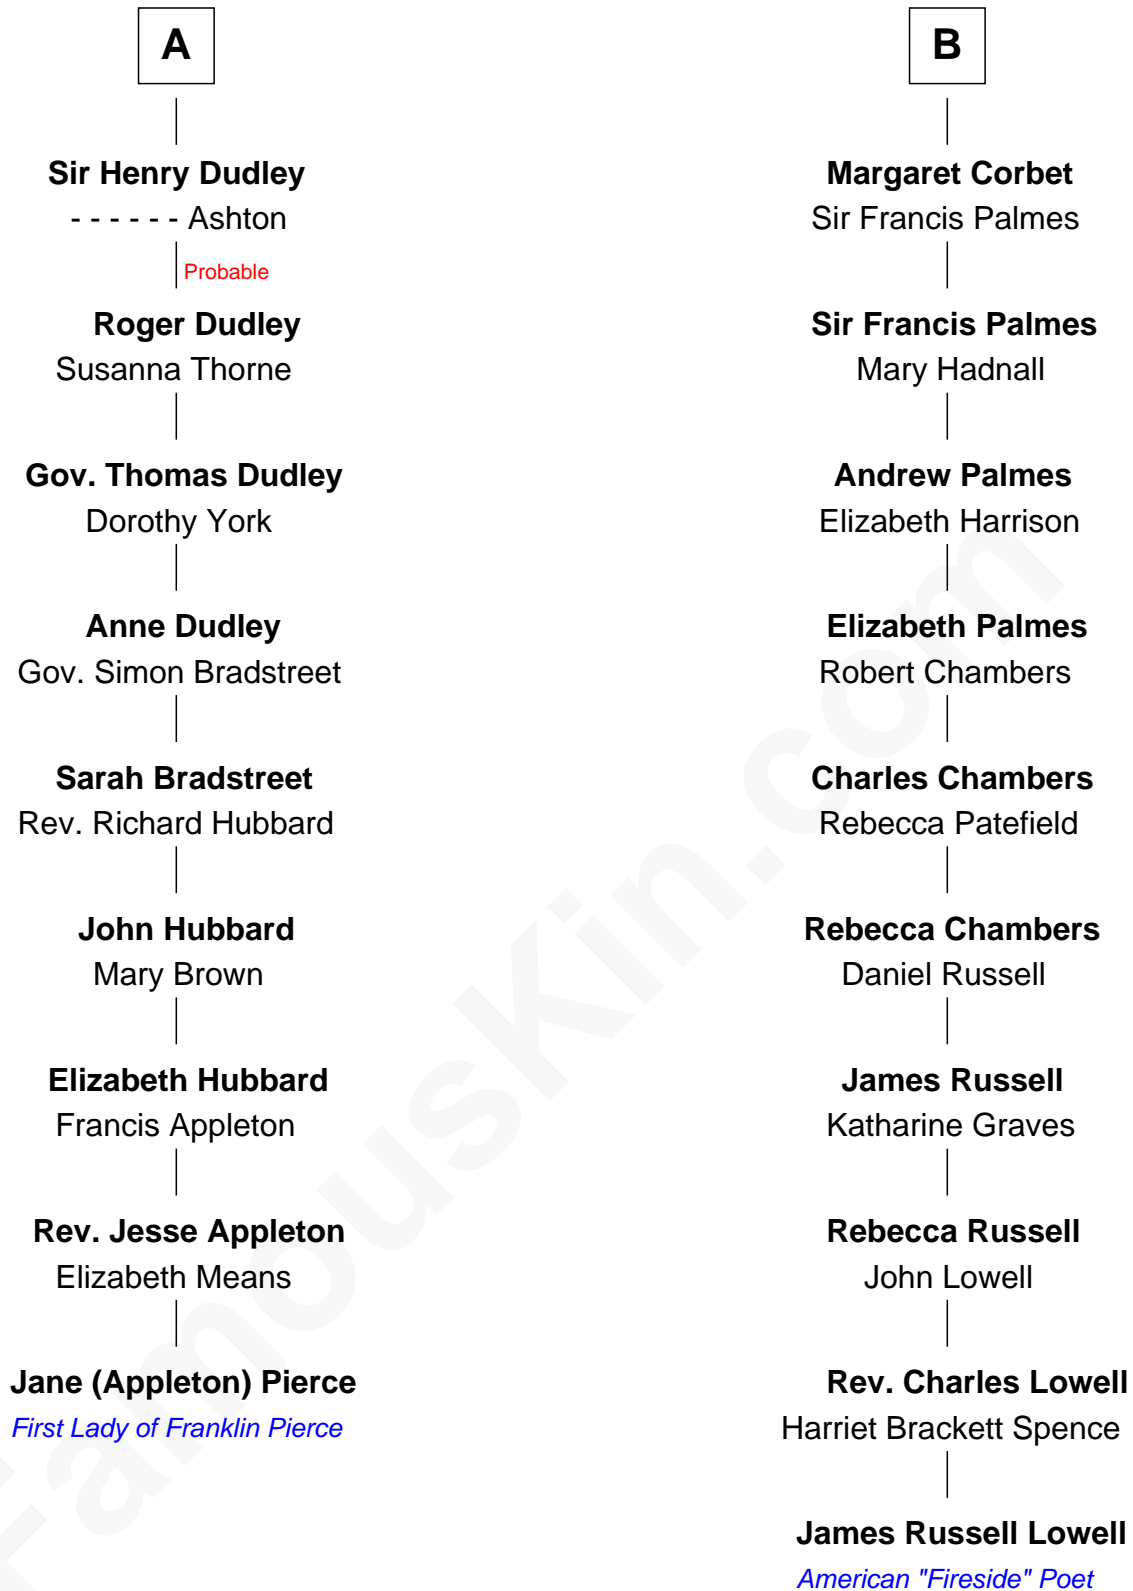 A
Sir Henry Dudley
- - - - - - Ashton
Probable
Roger Dudley
Susanna Thorne
Gov. Thomas Dudley
Dorothy York
Anne Dudley
Gov. Simon Bradstreet
Sarah Bradstreet
Rev. Richard Hubbard
John Hubbard
Mary Brown
Elizabeth Hubbard
Francis Appleton
Rev. Jesse Appleton
Elizabeth Means
Jane (Appleton) Pierce
First Lady of Franklin Pierce
B
Margaret Corbet
Sir Francis Palmes
Sir Francis Palmes
Mary Hadnall
Andrew Palmes
Elizabeth Harrison
Elizabeth Palmes
Robert Chambers
Charles Chambers
Rebecca Patefield
Rebecca Chambers
Daniel Russell
James Russell
Katharine Graves
Rebecca Russell
John Lowell
Rev. Charles Lowell
Harriet Brackett Spence
James Russell Lowell
American "Fireside" Poet
FamousKin.com